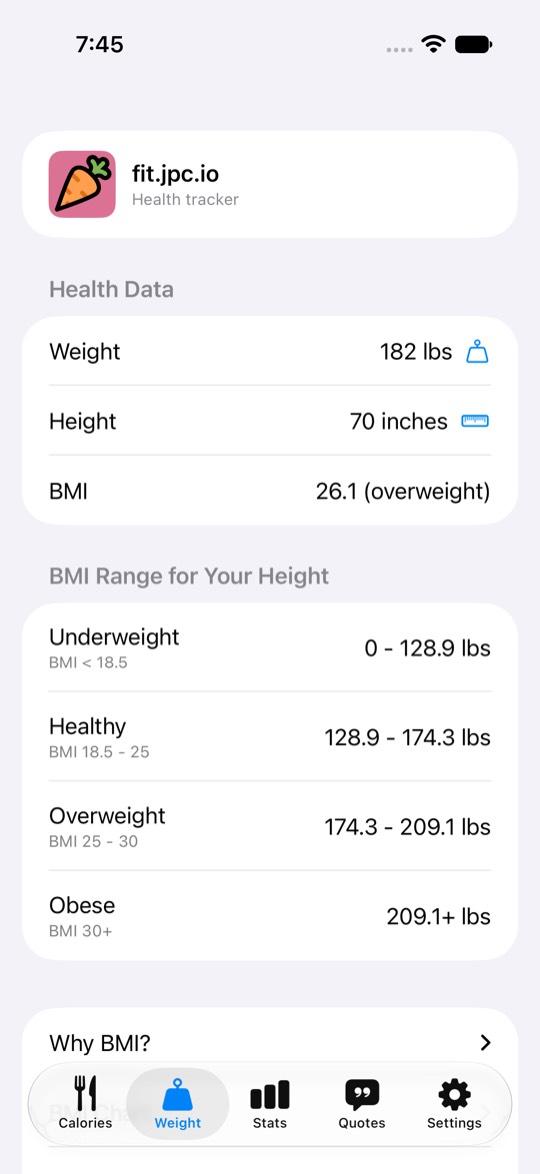 7:45
fit.jpc.io
Health tracker
Health Data
Weight 182 lbs
Height 70 inches
BMI 26.1 (overweight)
BMI Range for Your Height
Underweight
BMI < 18.5
0 - 128.9 lbs
Healthy
BMI 18.5 - 25
128.9 - 174.3 lbs
Overweight
BMI 25 - 30
174.3 - 209.1 lbs
Obese
BMI 30+
209.1+ lbs
Why BMI?
Calories Weight Stats Quotes Settings